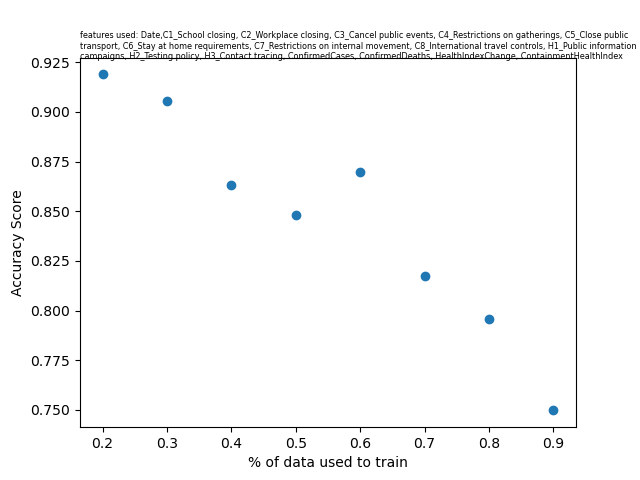 features used: Date,C1_School closing, C2_Workplace closing, C3_Cancel public events, C4_Restrictions on gatherings, C5_Close public
transport, C6_Stay at home requirements, C7_Restrictions on internal movement, C8_International travel controls, H1_Public information
campaigns, H2_Testing policy, H3_Contact tracing, ConfirmedCases, ConfirmedDeaths, HealthIndexChange, ContainmentHealthIndex
0.925
0.900
0.875
0.850
0.825
0.800
0.775
0.750
Accuracy Score
0.2 0.3 0.4 0.5 0.6 0.7 0.8 0.9
% of data used to train